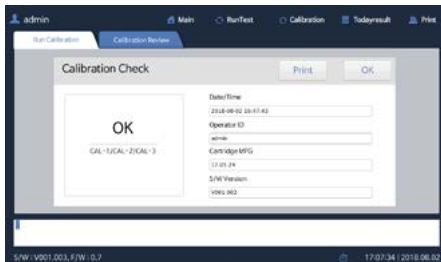 admin
Main
RunTest
Calibration
Todayresult
Print
Run Calibration
Calibration Review
Calibration Check
Print
OK
Date/Time
2018-08-02 16:47:43
Operator ID
admin
OK
CAL-1/CAL-2/CAL-3
Cartridge MFG
17.03.24
S/W Version
V001.003
S/W : V001.003, F/W : 0.7
17:07:34 | 2018.08.02